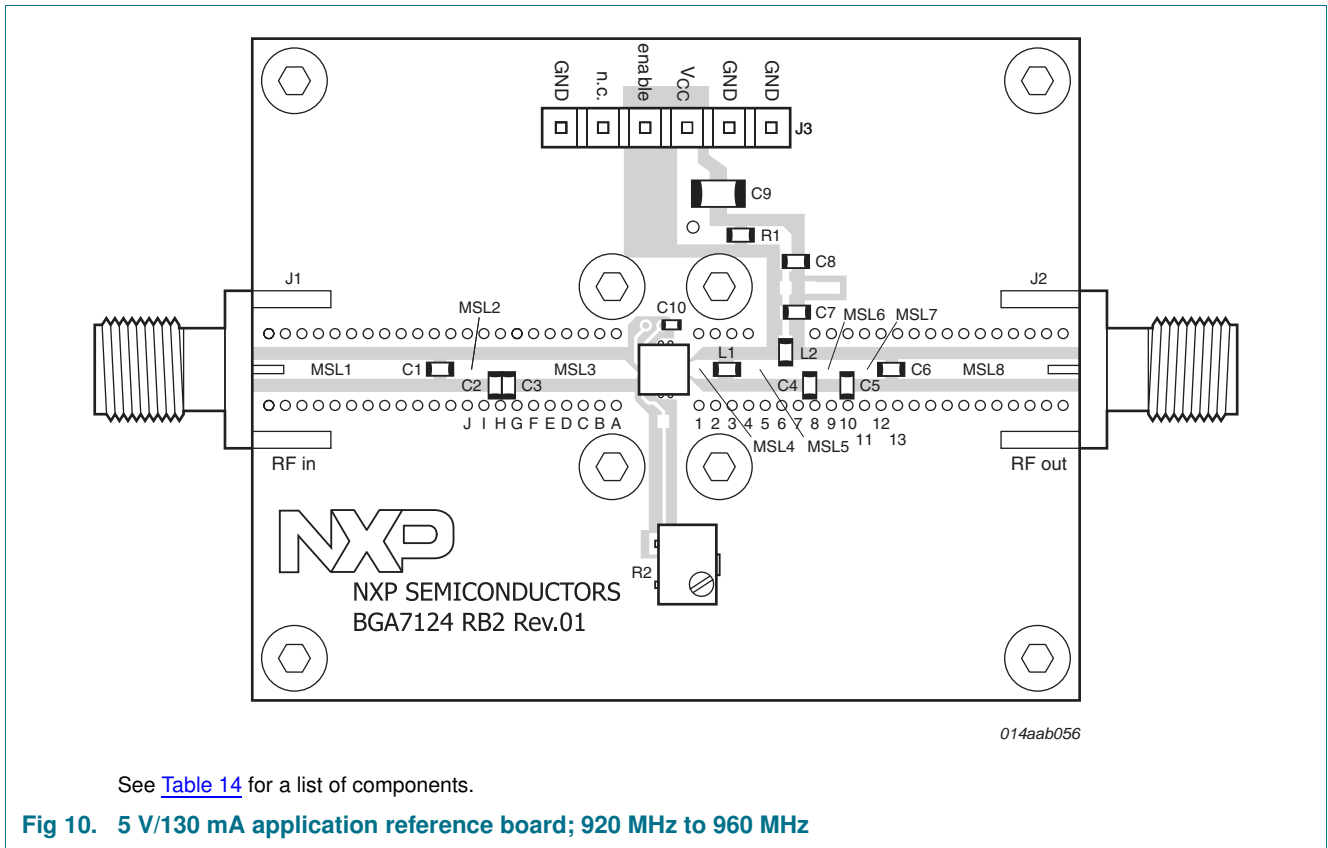 GND
n.c.
enable
VCC
GND
GND
J3
C9
R1
C8
J1
J2
MSL2
C10
C7
MSL6
MSL7
MSL1
C1
MSL3
L1
L2
C6
MSL8
C2
C3
C4
C5
J I H G F E D C B A
1 2 3 4 5 6 7 8 9 10 12
11 13
MSL4
MSL5
RF in
RF out
NXP
R2
NXP SEMICONDUCTORS
BGA7124 RB2 Rev.01
014aab056
See Table 14 for a list of components.
Fig 10. 5 V/130 mA application reference board; 920 MHz to 960 MHz